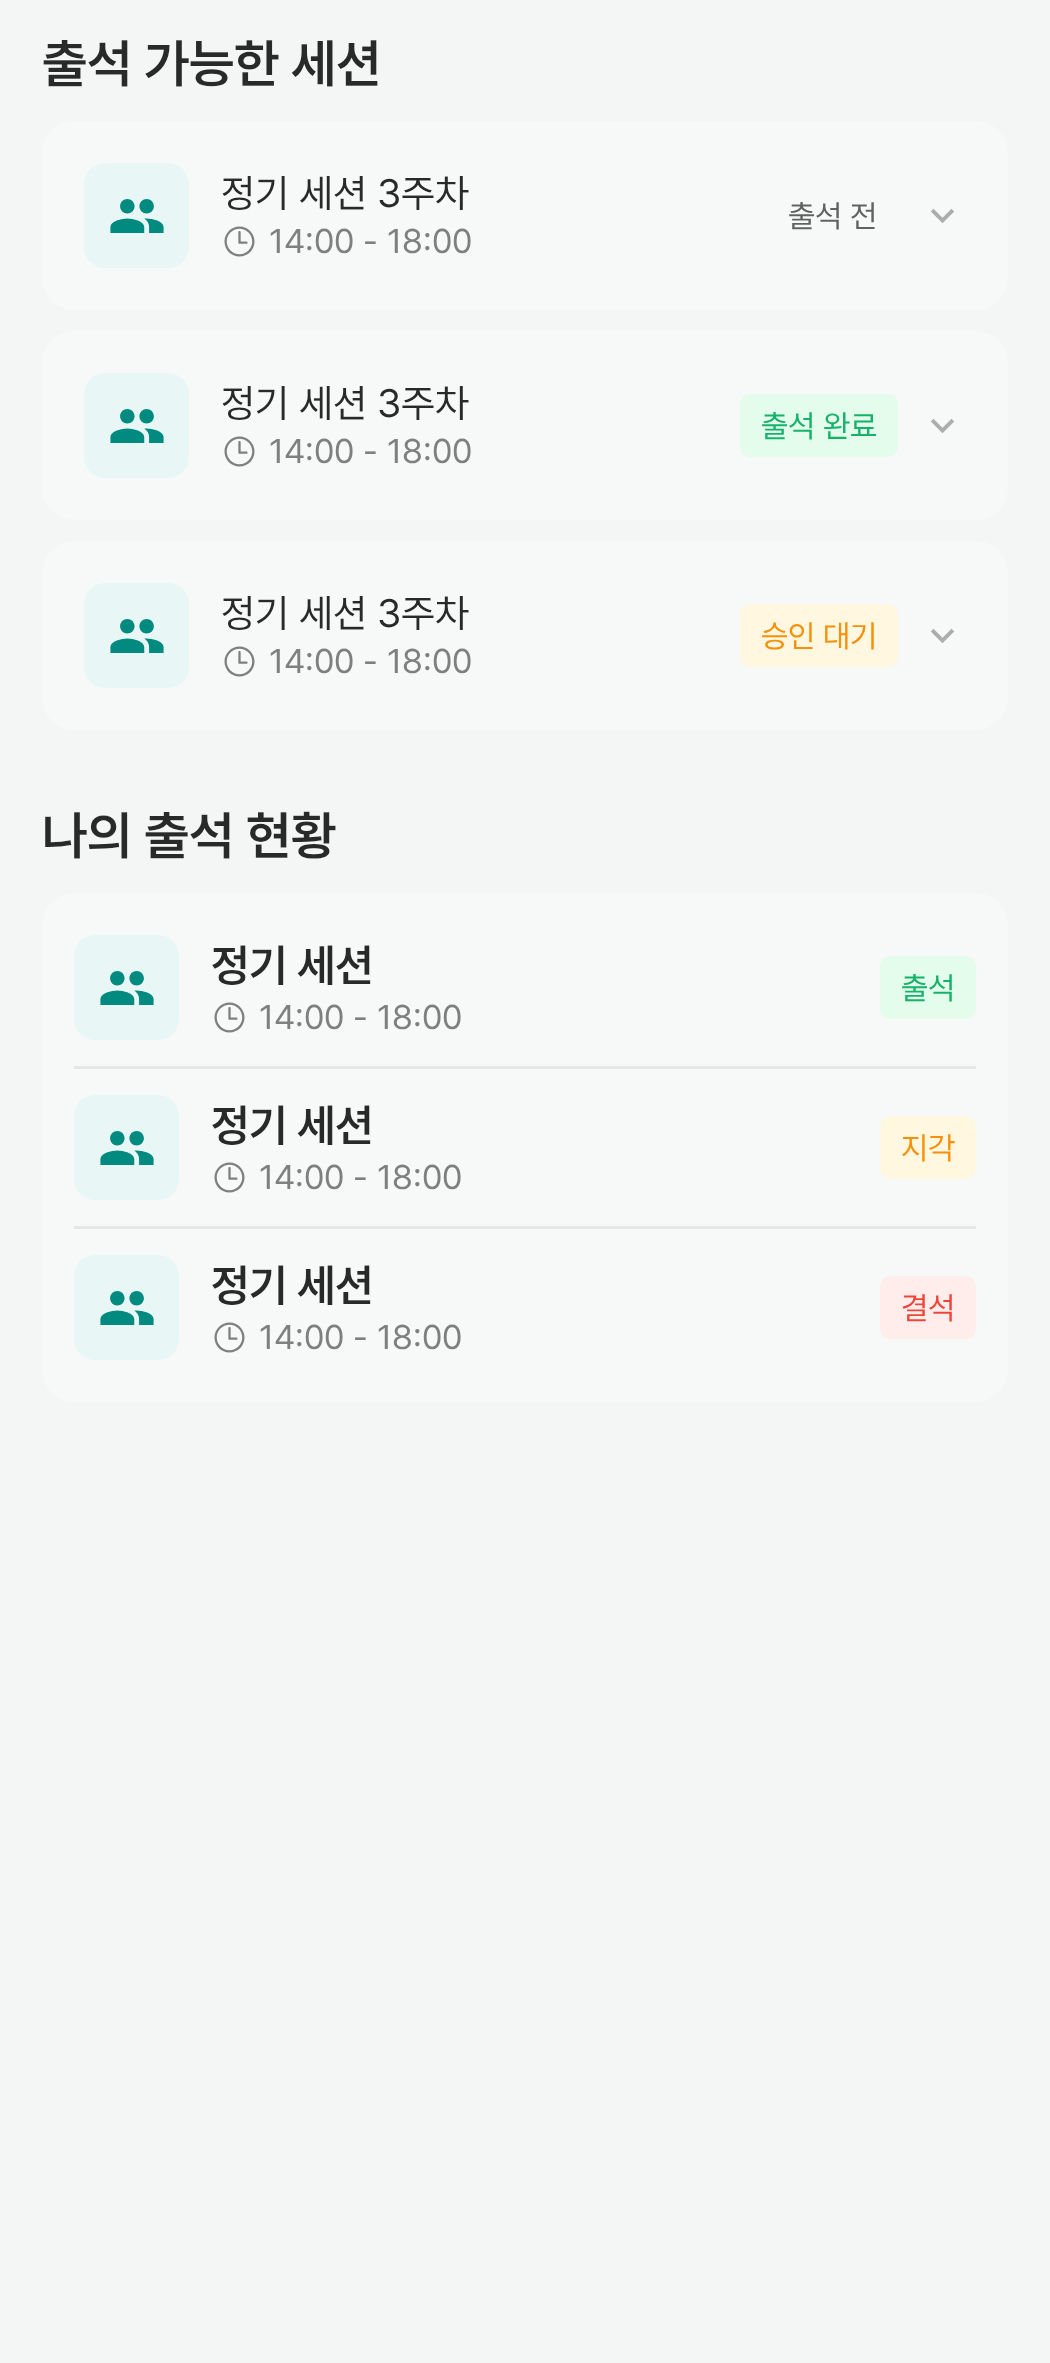 출석 가능한 세션
정기 세션 3주차
14:00 - 18:00
출석 전
정기 세션 3주차
14:00 - 18:00
출석 완료
정기 세션 3주차
14:00 - 18:00
승인 대기
나의 출석 현황
정기 세션
14:00 - 18:00
출석
정기 세션
14:00 - 18:00
지각
정기 세션
14:00 - 18:00
결석